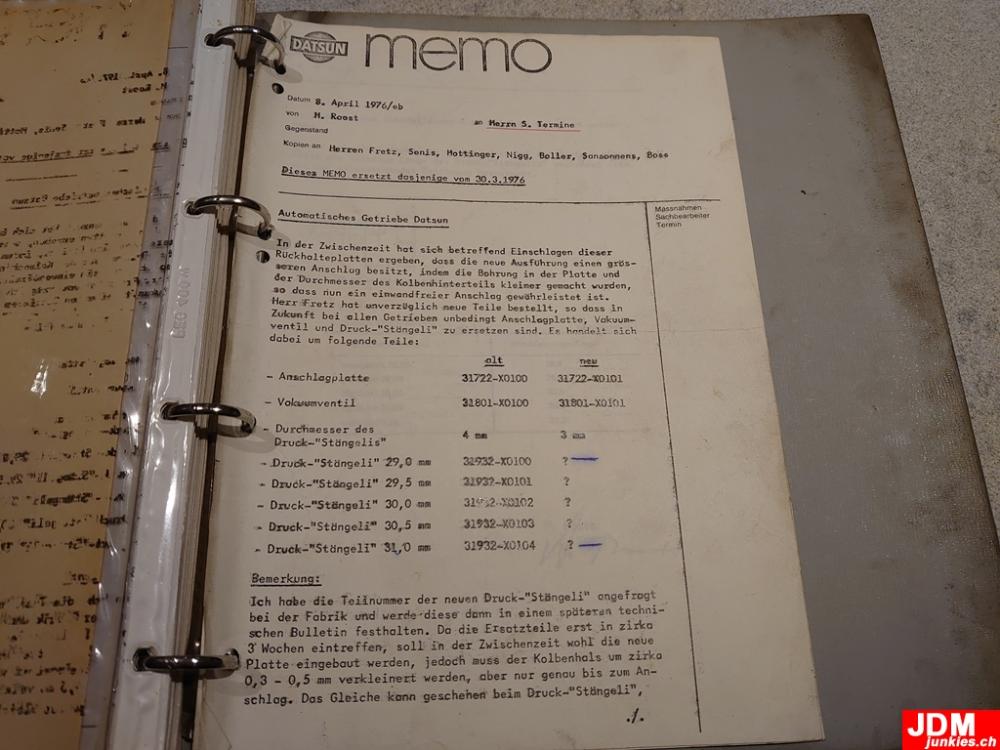 DATSUN memo
Datum 8. April 1976/eb
von M. Roost an Herrn S. Termine
Gegenstand
Kopien an Herren Fretz, Senis, Hottinger, Nigg, Boller, Sansonnens, Boss
Dieses MEMO ersetzt dasjenige vom 30.3.1976
Massnahmen
Sachbearbeiter
Termin
Automatisches Getriebe Datsun
In der Zwischenzeit hat sich betreffend Einschlagen dieser
Rückhalteplatten ergeben, dass die neue Ausführung einen grös-
seren Anschlag besitzt, indem die Bohrung in der Platte und
der Durchmesser des Kolbenhinterteils kleiner gemacht wurden,
so dass nun ein einwandfreier Anschlag gewährleistet ist.
Herr Fretz hat unverzüglich neue Teile bestellt, so dass in
Zukunft bei allen Getrieben unbedingt Anschlagplatte, Vakuum-
ventil und Druck-"Stängeli" zu ersetzen sind. Es handelt sich
dabei um folgende Teile:
alt neu
- Anschlagplatte 31722-X0100 31722-X0101
- Vakuumventil 31801-X0100 31801-X0101
- Durchmesser des
Druck-"Stängelis" 4 mm 3 mm
- Druck-"Stängeli" 29,0 mm 31932-X0100 ?
- Druck-"Stängeli" 29,5 mm 31932-X0101 ?
- Druck-"Stängeli" 30,0 mm 31932-X0102 ?
- Druck-"Stängeli" 30,5 mm 31932-X0103 ?
- Druck-"Stängeli" 31,0 mm 31932-X0104 ?
Bemerkung:
Ich habe die Teilnummer der neuen Druck-"Stängeli" angefragt
bei der Fabrik und werde diese dann in einem späteren techni-
schen Bulletin festhalten. Da die Ersatzteile erst in zirka
3 Wochen eintreffen, soll in der Zwischenzeit wohl die neue
Platte eingebaut werden, jedoch muss der Kolbenhals um zirka
0,3 - 0,5 mm verkleinert werden, aber nur genau bis zum An-
schlag. Das Gleiche kann geschehen beim Druck-"Stängeli",
./.
JDM
junkies.ch